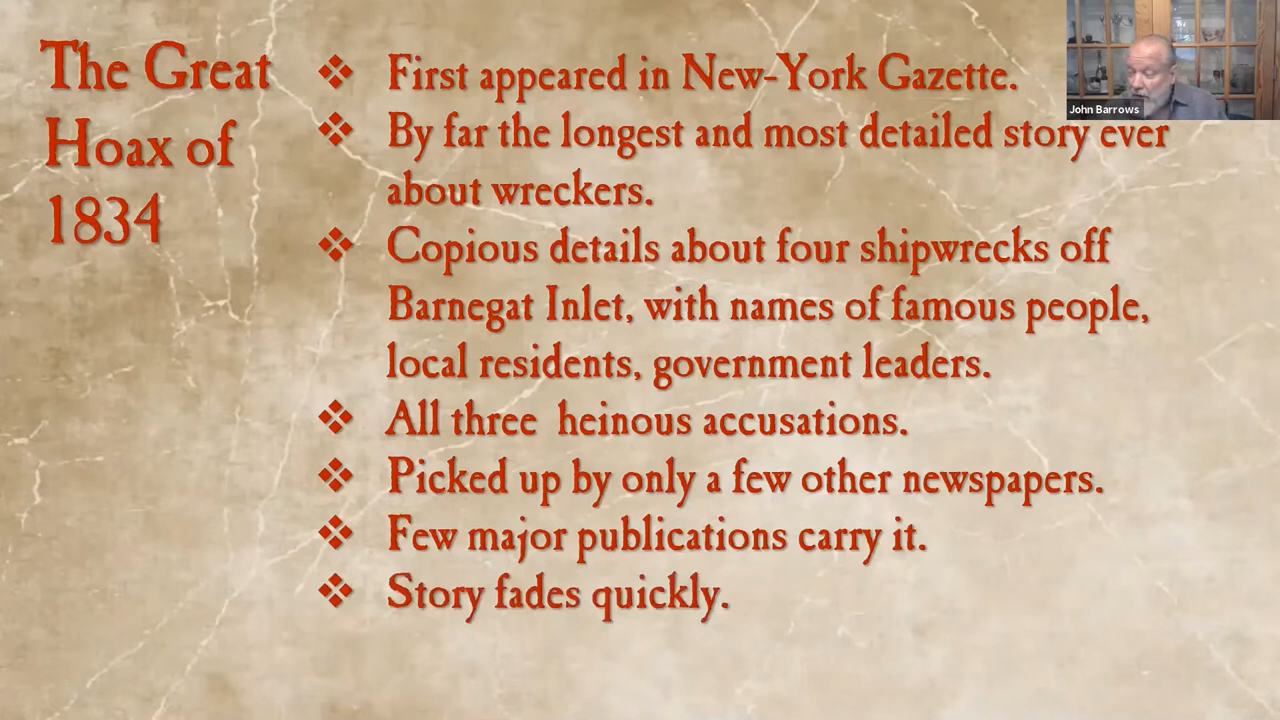 The Great
Hoax of
1834
❖ First appeared in New-York Gazette.
❖ By far the longest and most detailed story ever
about wreckers.
❖ Copious details about four shipwrecks off
Barnegat Inlet, with names of famous people,
local residents, government leaders.
❖ All three heinous accusations.
❖ Picked up by only a few other newspapers.
❖ Few major publications carry it.
❖ Story fades quickly.
John Barrows